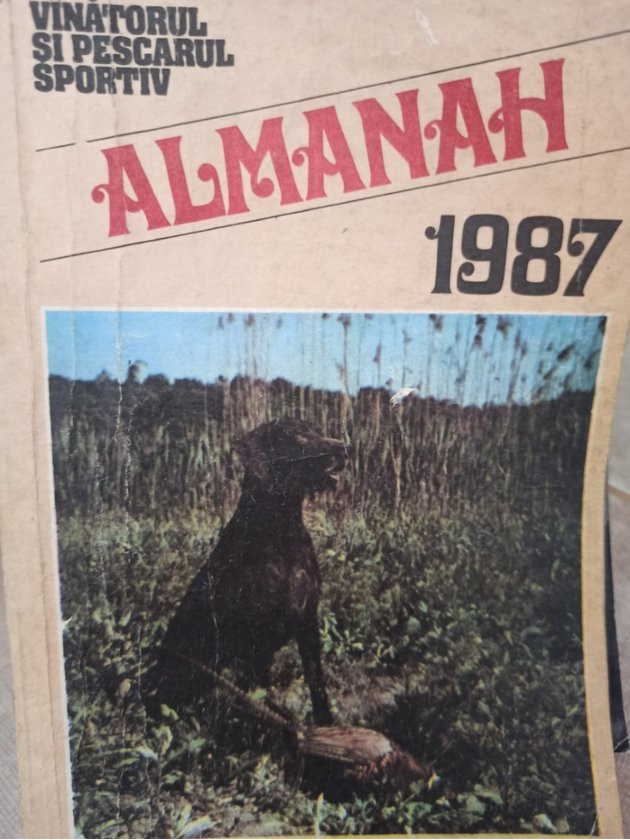 VÎNĂTORUL
ȘI PESCARUL
SPORTIV
ALMANAH
1987